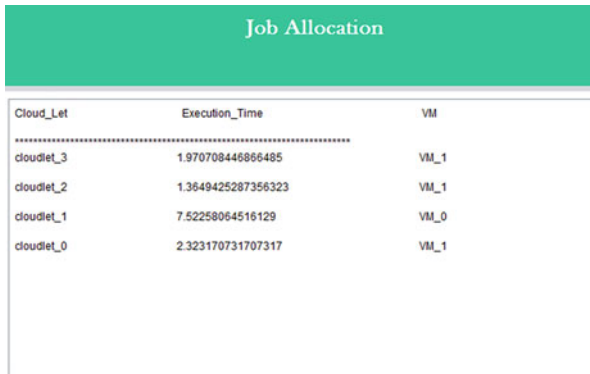 Job Allocation
Cloud_Let Execution_Time VM
**********************************************************************
cloudlet_3 1.970708446866485 VM_1
cloudlet_2 1.3649425287356323 VM_1
cloudlet_1 7.52258064516129 VM_0
cloudlet_0 2.323170731707317 VM_1